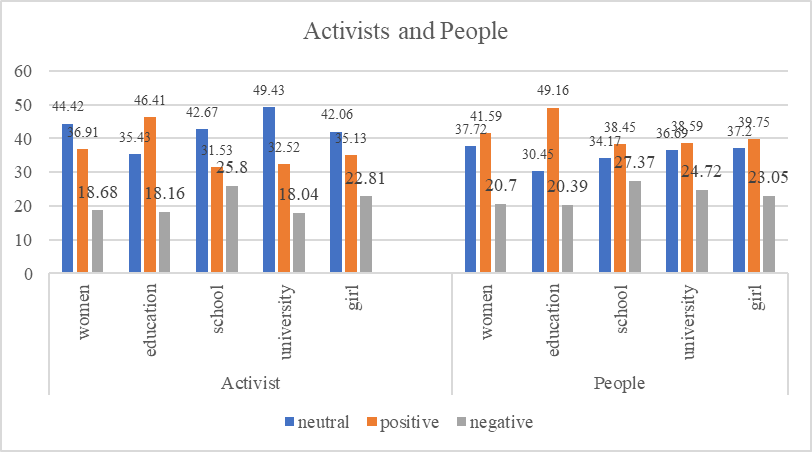 Activists and People
60
50
40
30
20
10
0
44.42
36.91
18.68
35.43
46.41
18.16
42.67
31.53
25.8
49.43
32.52
18.04
42.06
35.13
22.81
37.72
41.59
20.7
30.45
49.16
20.39
34.17
38.45
27.37
36.69
38.59
24.72
37.2
39.75
23.05
women
education
school
university
girl
women
education
school
university
girl
Activist
People
neutral positive negative